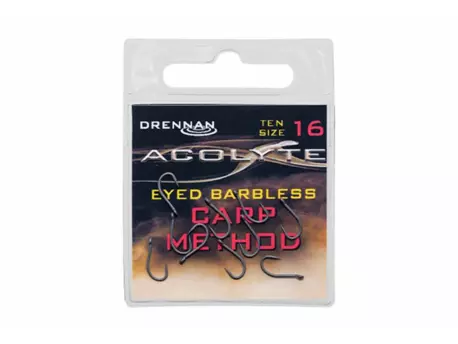 DRENNAN
TEN
SIZE 16
ACOLYTE
EYED BARBLESS
CARP
METHOD